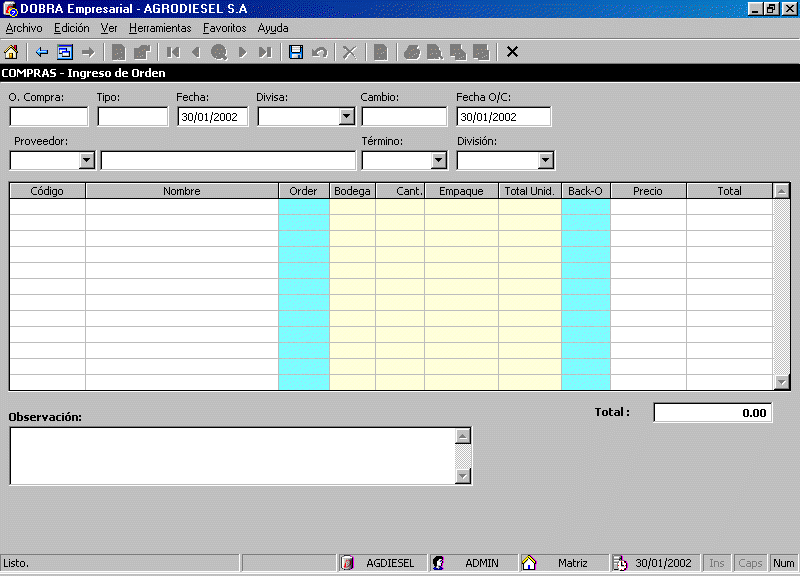 DOBRA Empresarial - AGRODIESEL S.A
Archivo Edición Ver Herramientas Favoritos Ayuda
COMPRAS - Ingreso de Orden
O. Compra: Tipo: Fecha: Divisa: Cambio: Fecha O/C:
30/01/2002 30/01/2002
Proveedor: Término: División:
Código Nombre Order Bodega Cant. Empaque Total Unid. Back-O Precio Total
Total : 0.00
Observación:
Listo. AGDIESEL ADMIN Matriz 30/01/2002 Ins Caps Num